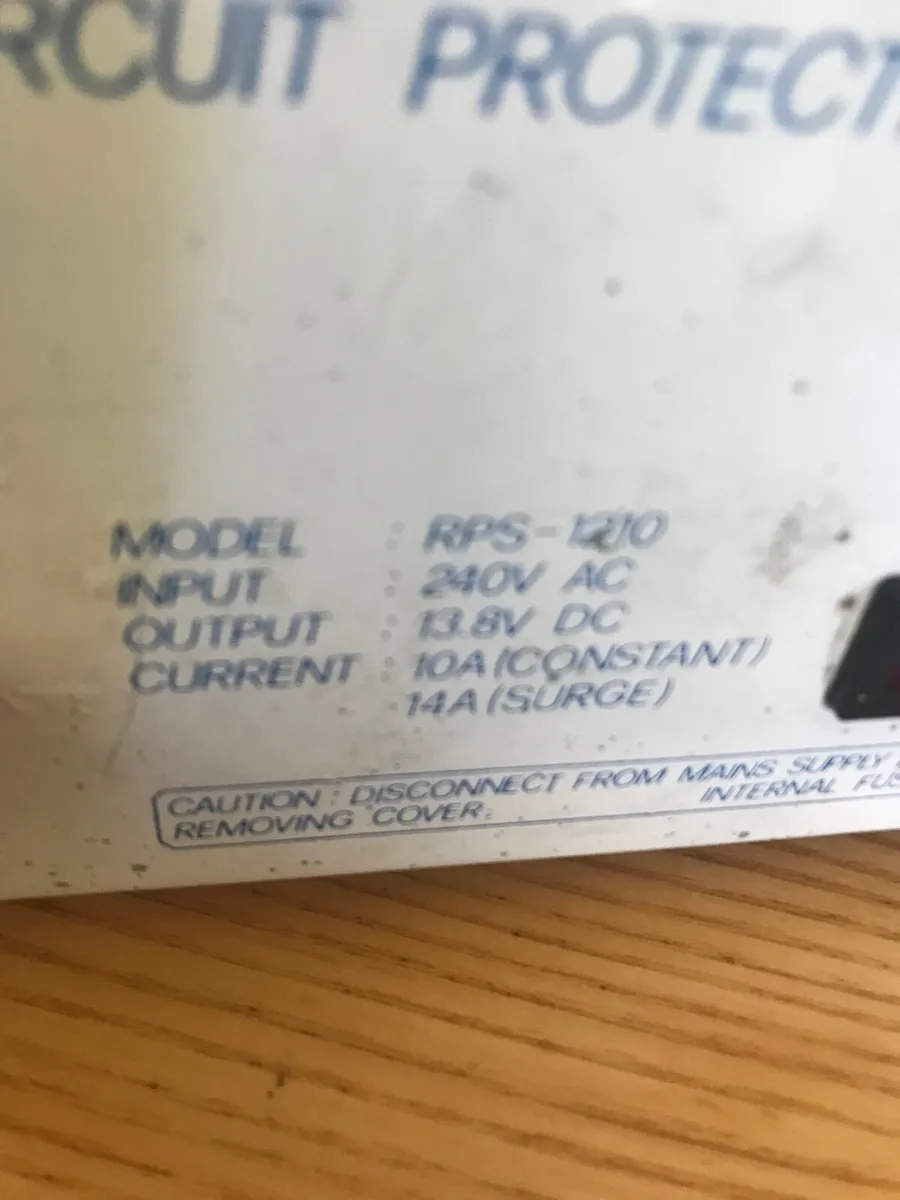 RCUIT PROTECT
MODEL : RPS-1210
INPUT : 240V AC
OUTPUT : 13.8V DC
CURRENT : 10A (CONSTANT)
14A (SURGE)
CAUTION : DISCONNECT FROM MAINS SUPPLY
REMOVING COVER. INTERNAL FUS